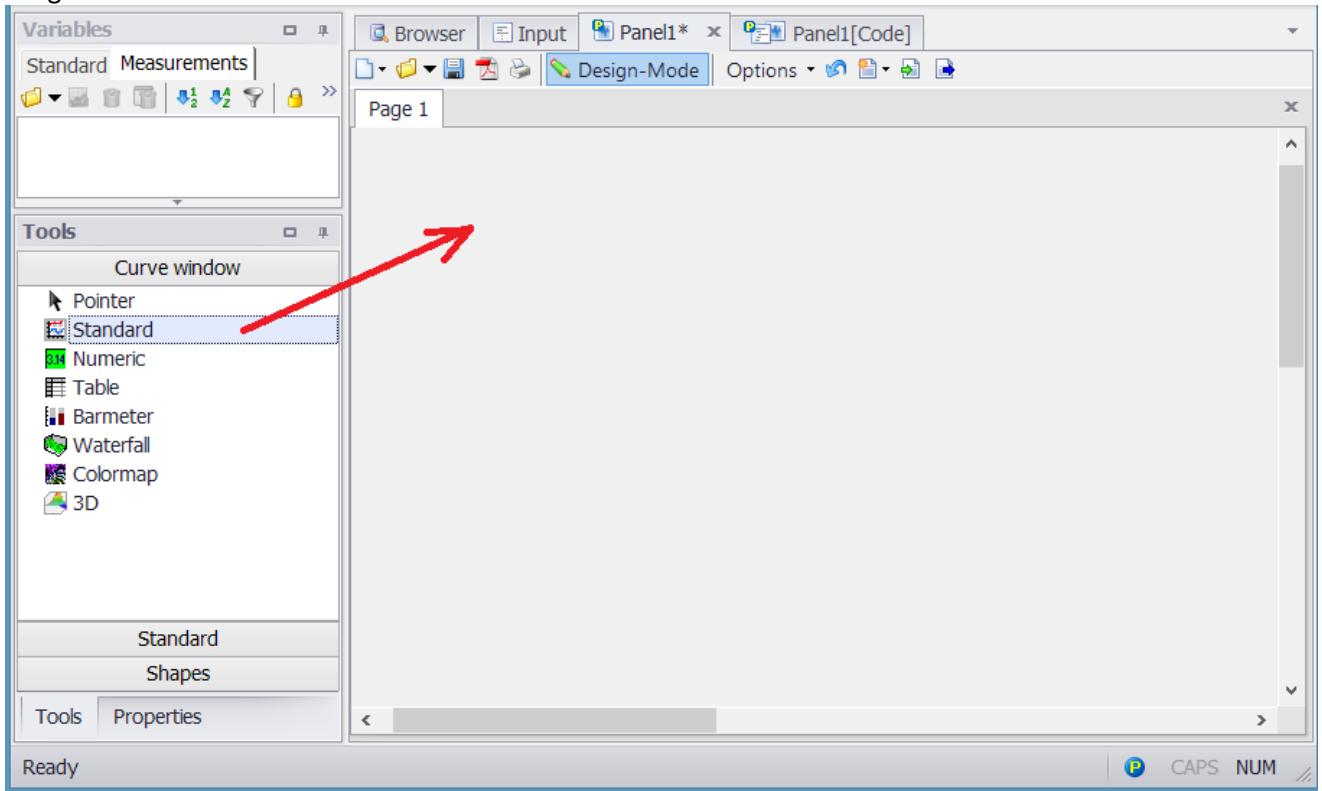 Variables
Standard Measurements
Tools
Curve window
Pointer
Standard
3.14 Numeric
Table
Barmeter
Waterfall
Colormap
3D
Standard
Shapes
Tools Properties
Browser Input Panel1* x Panel1[Code]
Design-Mode Options
Page 1
Ready
CAPS NUM